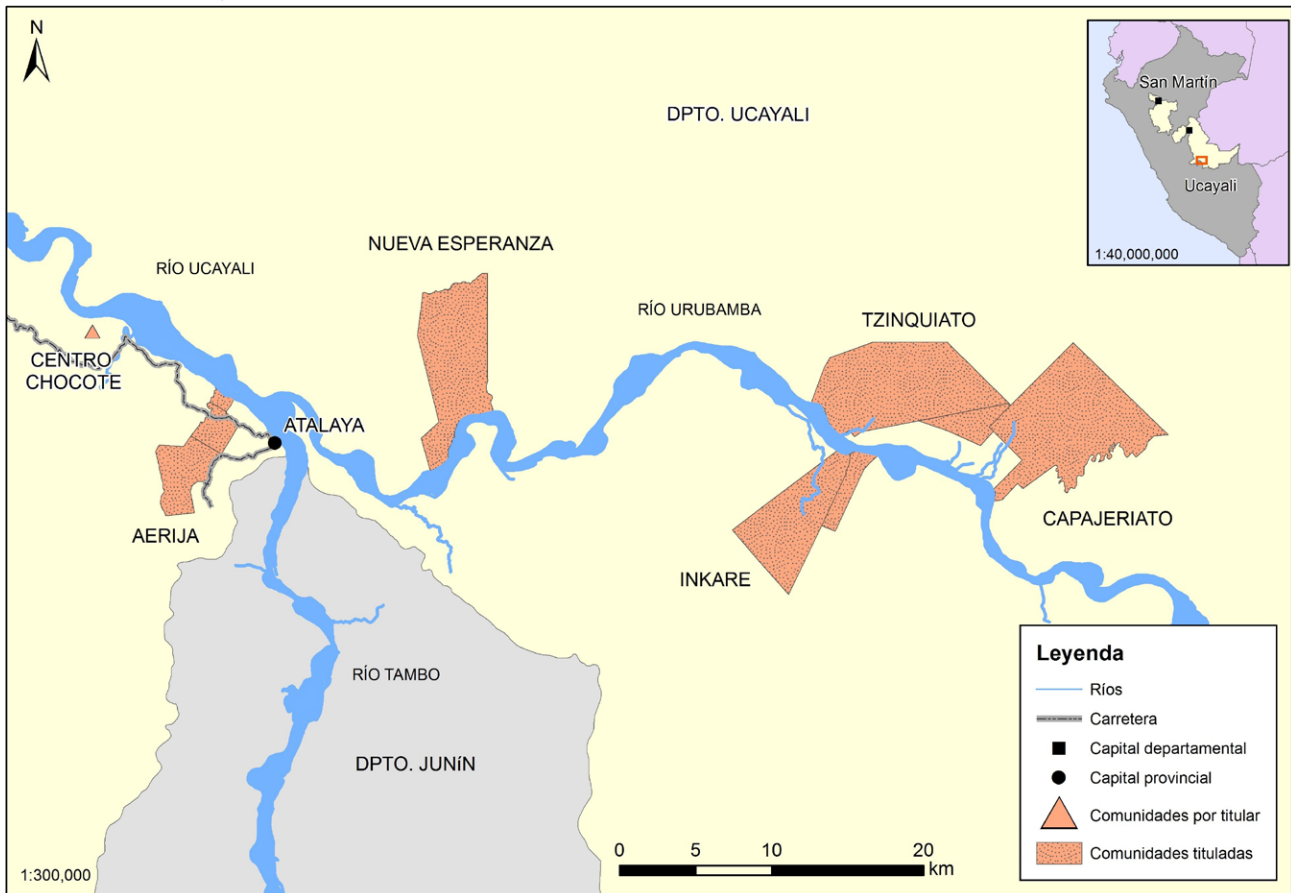 N
San Martín
Ucayali
1:40,000,000
DPTO. UCAYALI
NUEVA ESPERANZA
RÍO UCAYALI
RÍO URUBAMBA
TZINQUIATO
CENTRO
CHOCOTE
ATALAYA
CAPAJERIATO
AERIJA
INKARE
RÍO TAMBO
DPTO. JUNíN
Leyenda
Ríos
Carretera
Capital departamental
Capital provincial
Comunidades por titular
Comunidades tituladas
0 5 10 20
km
1:300,000